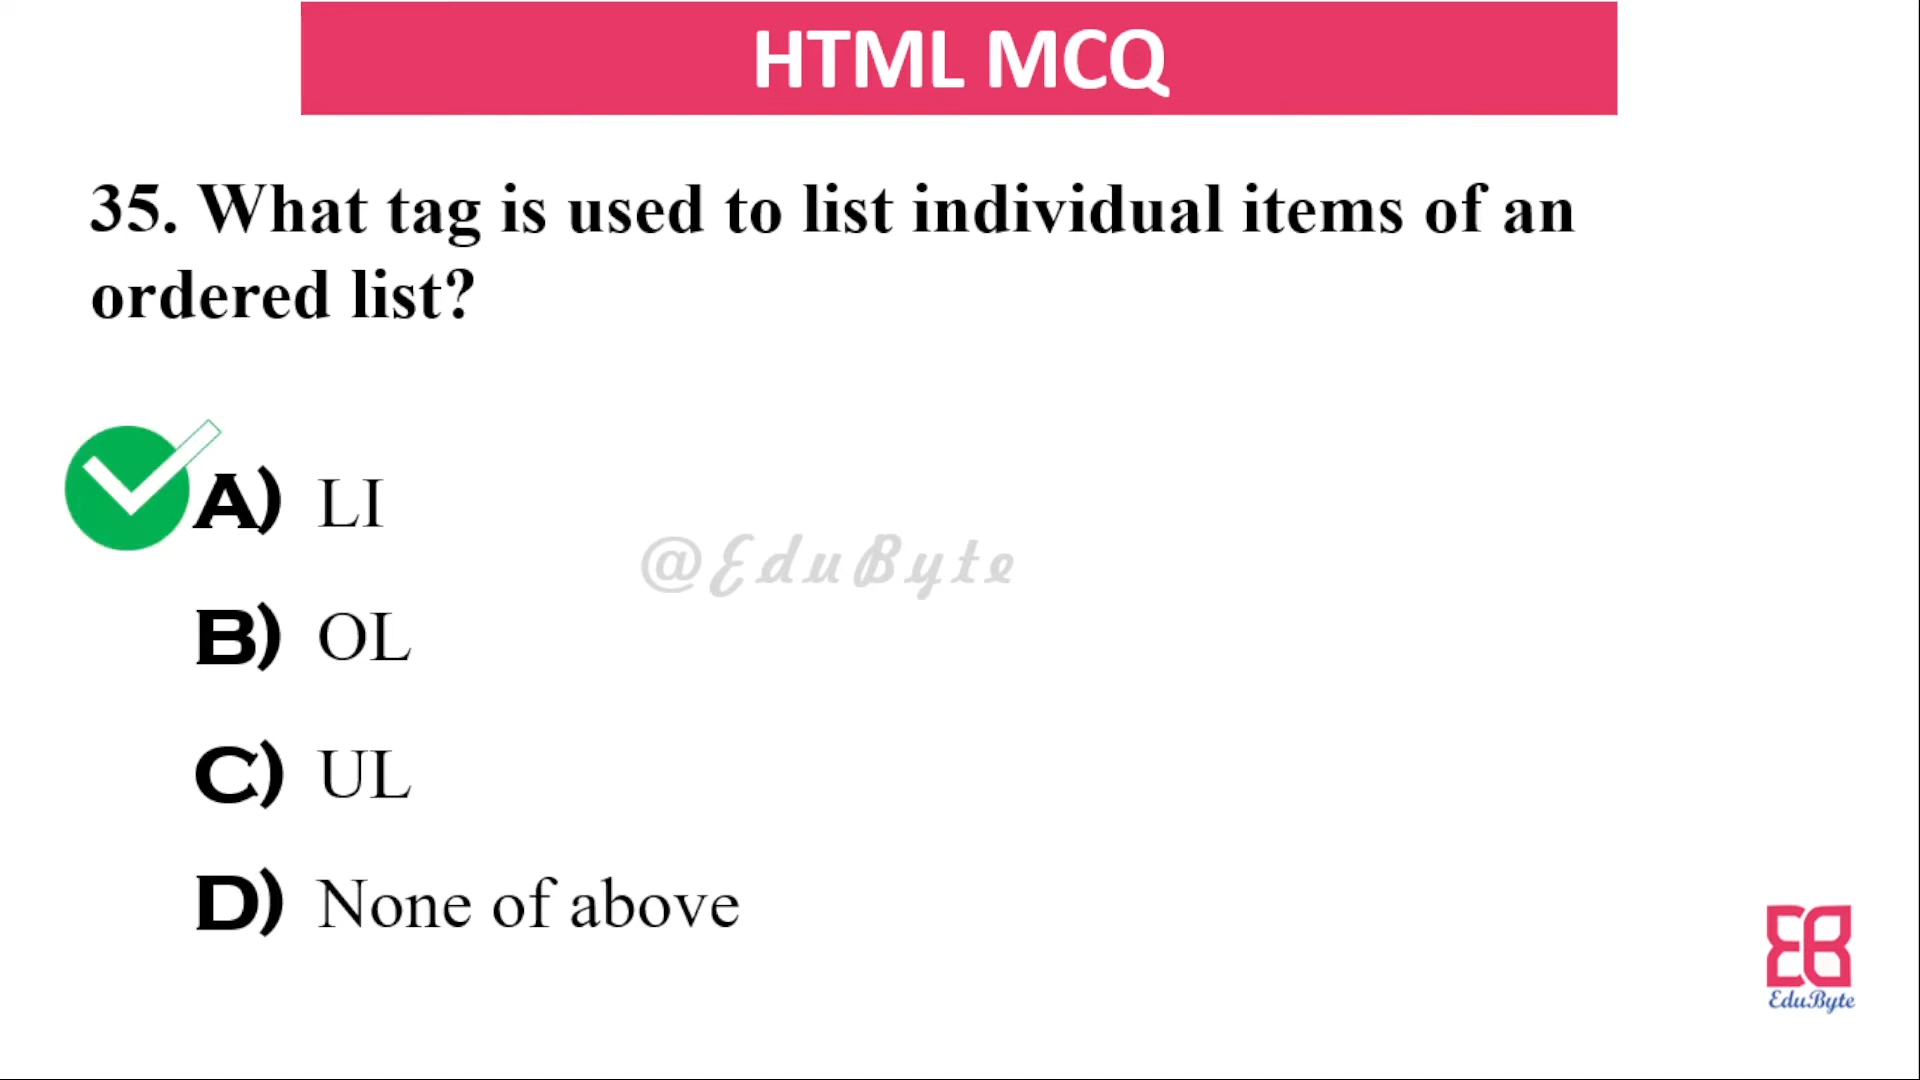 HTML MCQ
35. What tag is used to list individual items of an
ordered list?
A) LI
@EduByte
B) OL
C) UL
D) None of above
EB
EduByte